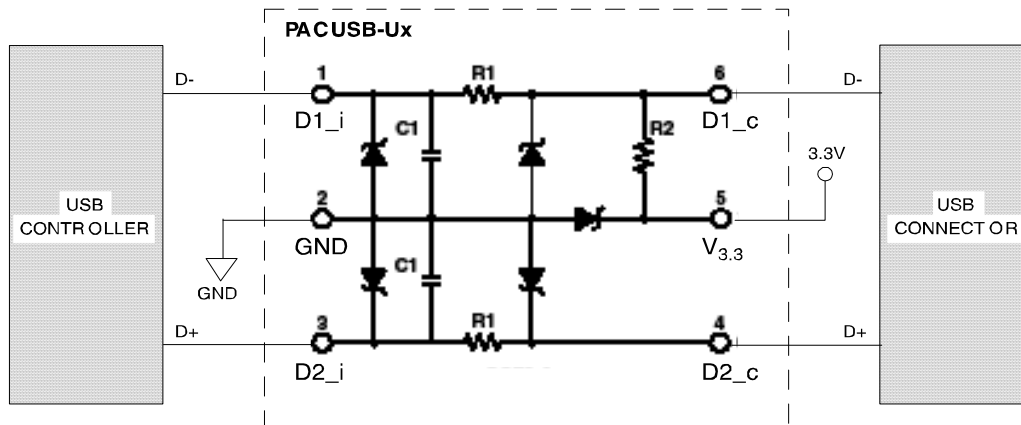 PACUSB-Ux
D-
1
R1
6
D-
D1_i
C1
D1_c
R2
3.3V
USB
CONTROLLER
2
5
USB
CONNECTOR
GND
V3.3
C1
GND
D+
3
R1
4
D+
D2_i
D2_c